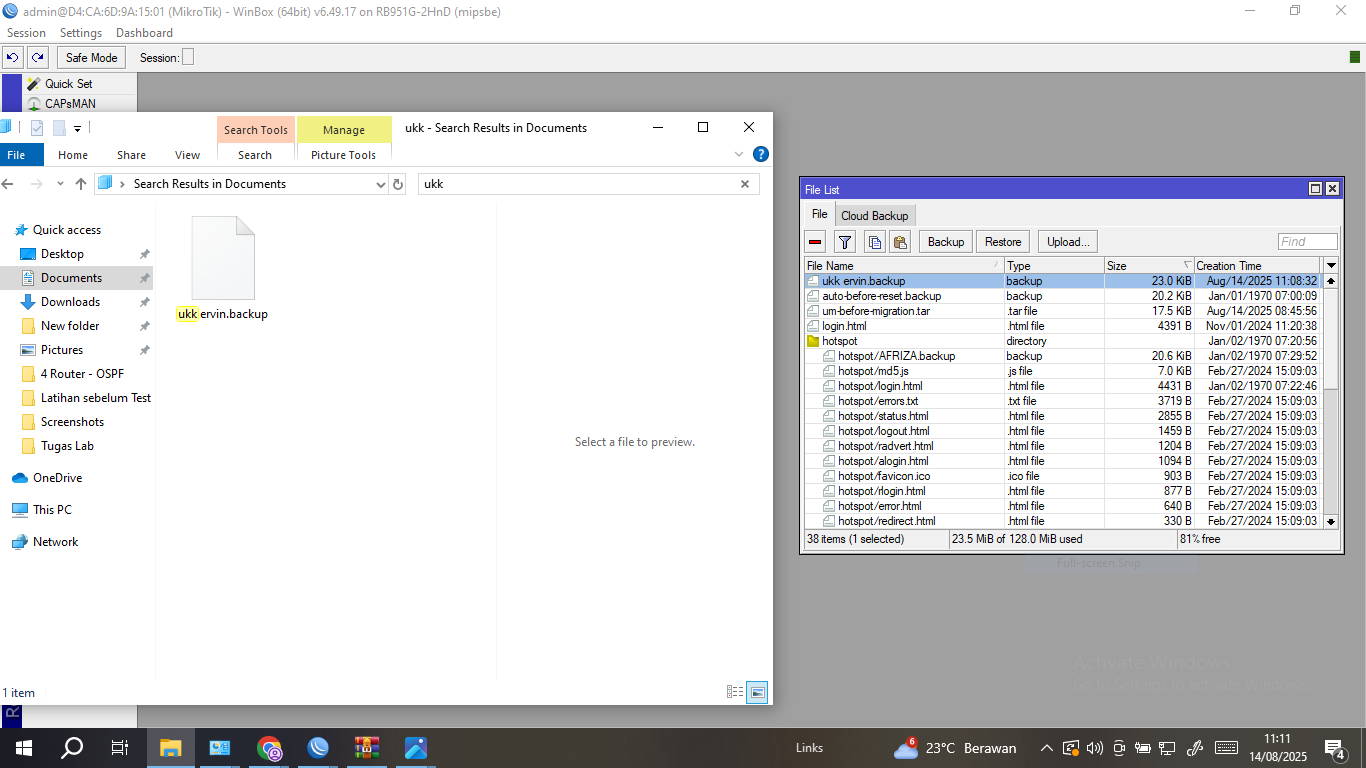 admin@D4:CA:6D:9A:15:01 (MikroTik) - WinBox (64bit) v6.49.17 on RB951G-2HnD (mipsbe)
Session Settings Dashboard
Safe Mode Session:
Quick Set
CAPsMAN
Search Tools Manage ukk - Search Results in Documents
File Home Share View Search Picture Tools
Search Results in Documents ukk
Quick access
Desktop
Documents
Downloads
New folder
Pictures
4 Router - OSPF
Latihan sebelum Test
Screenshots
Tugas Lab
OneDrive
This PC
Network
ukk ervin.backup
Select a file to preview.
1 item
R
File List
File Cloud Backup
Backup Restore Upload... Find
File Name Type Size Creation Time
ukk ervin.backup backup 23.0 KiB Aug/14/2025 11:08:32
auto-before-reset.backup backup 20.2 KiB Jan/01/1970 07:00:09
um-before-migration.tar .tar file 17.5 KiB Aug/14/2025 08:45:56
login.html .html file 4391 B Nov/01/2024 11:20:38
hotspot directory Jan/02/1970 07:20:56
hotspot/AFRIZA.backup backup 20.6 KiB Jan/02/1970 07:29:52
hotspot/md5.js .js file 7.0 KiB Feb/27/2024 15:09:03
hotspot/login.html .html file 4431 B Jan/02/1970 07:22:46
hotspot/errors.txt .txt file 3719 B Feb/27/2024 15:09:03
hotspot/status.html .html file 2855 B Feb/27/2024 15:09:03
hotspot/logout.html .html file 1459 B Feb/27/2024 15:09:03
hotspot/radvert.html .html file 1204 B Feb/27/2024 15:09:03
hotspot/alogin.html .html file 1094 B Feb/27/2024 15:09:03
hotspot/favicon.ico .ico file 903 B Feb/27/2024 15:09:03
hotspot/rlogin.html .html file 877 B Feb/27/2024 15:09:03
hotspot/error.html .html file 640 B Feb/27/2024 15:09:03
hotspot/redirect.html .html file 330 B Feb/27/2024 15:09:03
38 items (1 selected) 23.5 MiB of 128.0 MiB used 81% free
Full-screen Snip
Activate Windows
Go to Settings to activate Windows.
Links 6 23°C Berawan 11:11
14/08/2025 4